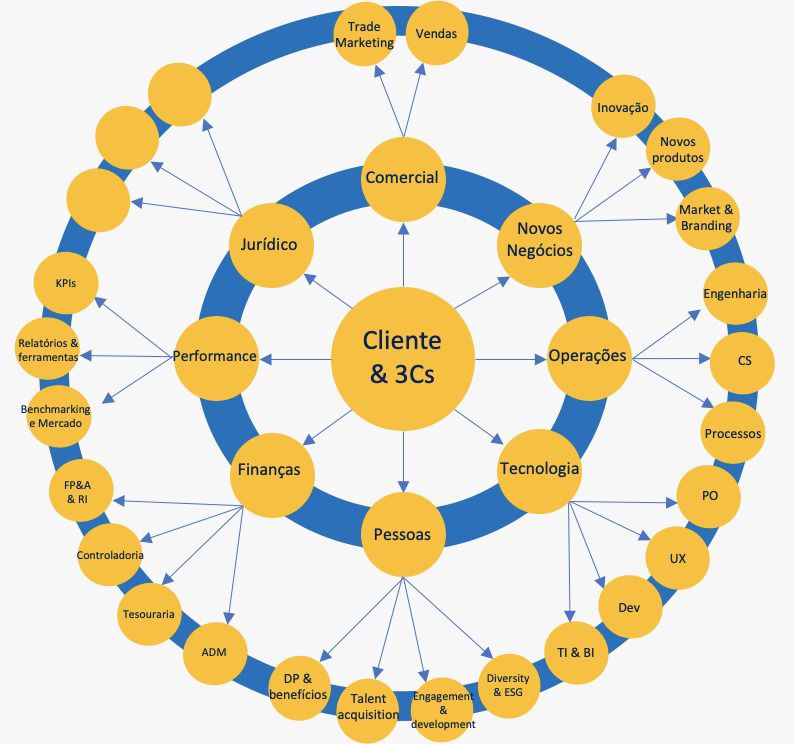 Trade
Marketing
Vendas
Inovação
Novos
produtos
Market &
Branding
Engenharia
CS
Processos
PO
UX
Dev
TI & BI
Diversity
& ESG
Engagement
&
development
Talent
acquisition
DP &
benefícios
ADM
Tesouraria
Controladoria
FP&A
& RI
Benchmarking
e Mercado
Relatórios &
ferramentas
KPIs
Comercial
Novos
Negócios
Operações
Tecnologia
Pessoas
Finanças
Performance
Jurídico
Cliente
& 3Cs